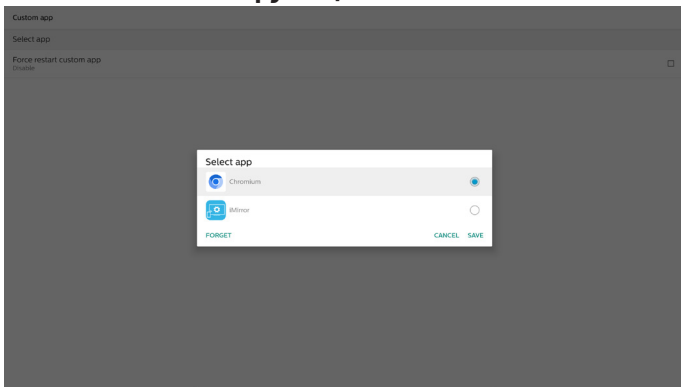 Custom app
Select app
Force restart custom app
Disable
Select app
Chromium
iMirror
FORGET
CANCEL SAVE